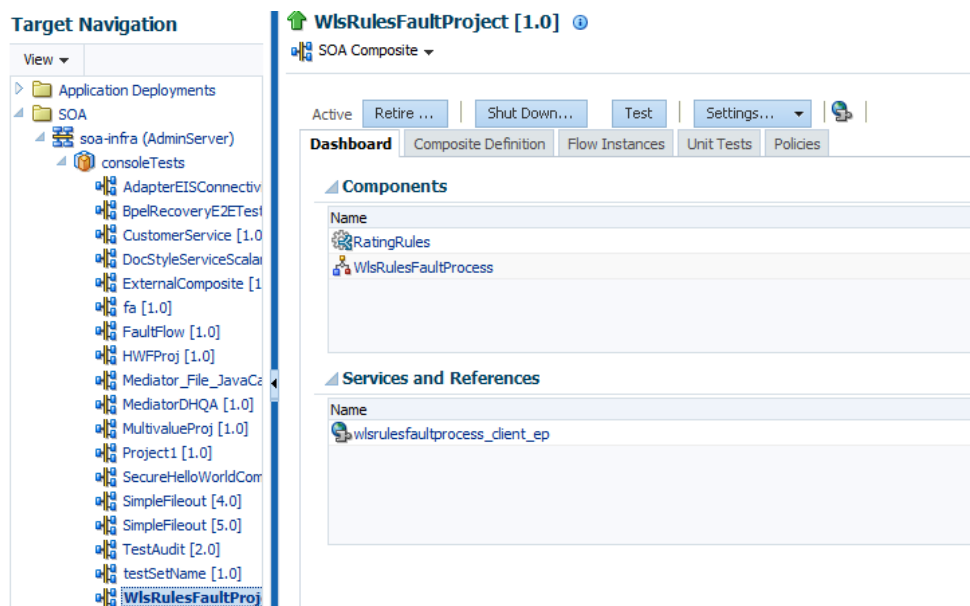 Target Navigation
View
Application Deployments
SOA
soa-infra (AdminServer)
consoleTests
AdapterEISConnectiv
BpelRecoveryE2ETest
CustomerService [1.0
DocStyleServiceScalar
ExternalComposite [1
fa [1.0]
FaultFlow [1.0]
HWFProj [1.0]
Mediator_File_JavaCa
MediatorDHQA [1.0]
MultivalueProj [1.0]
Project1 [1.0]
SecureHelloWorldCom
SimpleFileout [4.0]
SimpleFileout [5.0]
TestAudit [2.0]
testSetName [1.0]
WlsRulesFaultProj
WlsRulesFaultProject [1.0]
SOA Composite
Active Retire ... Shut Down... Test Settings...
Dashboard Composite Definition Flow Instances Unit Tests Policies
Components
Name
RatingRules
WlsRulesFaultProcess
Services and References
Name
wlsrulesfaultprocess_client_ep